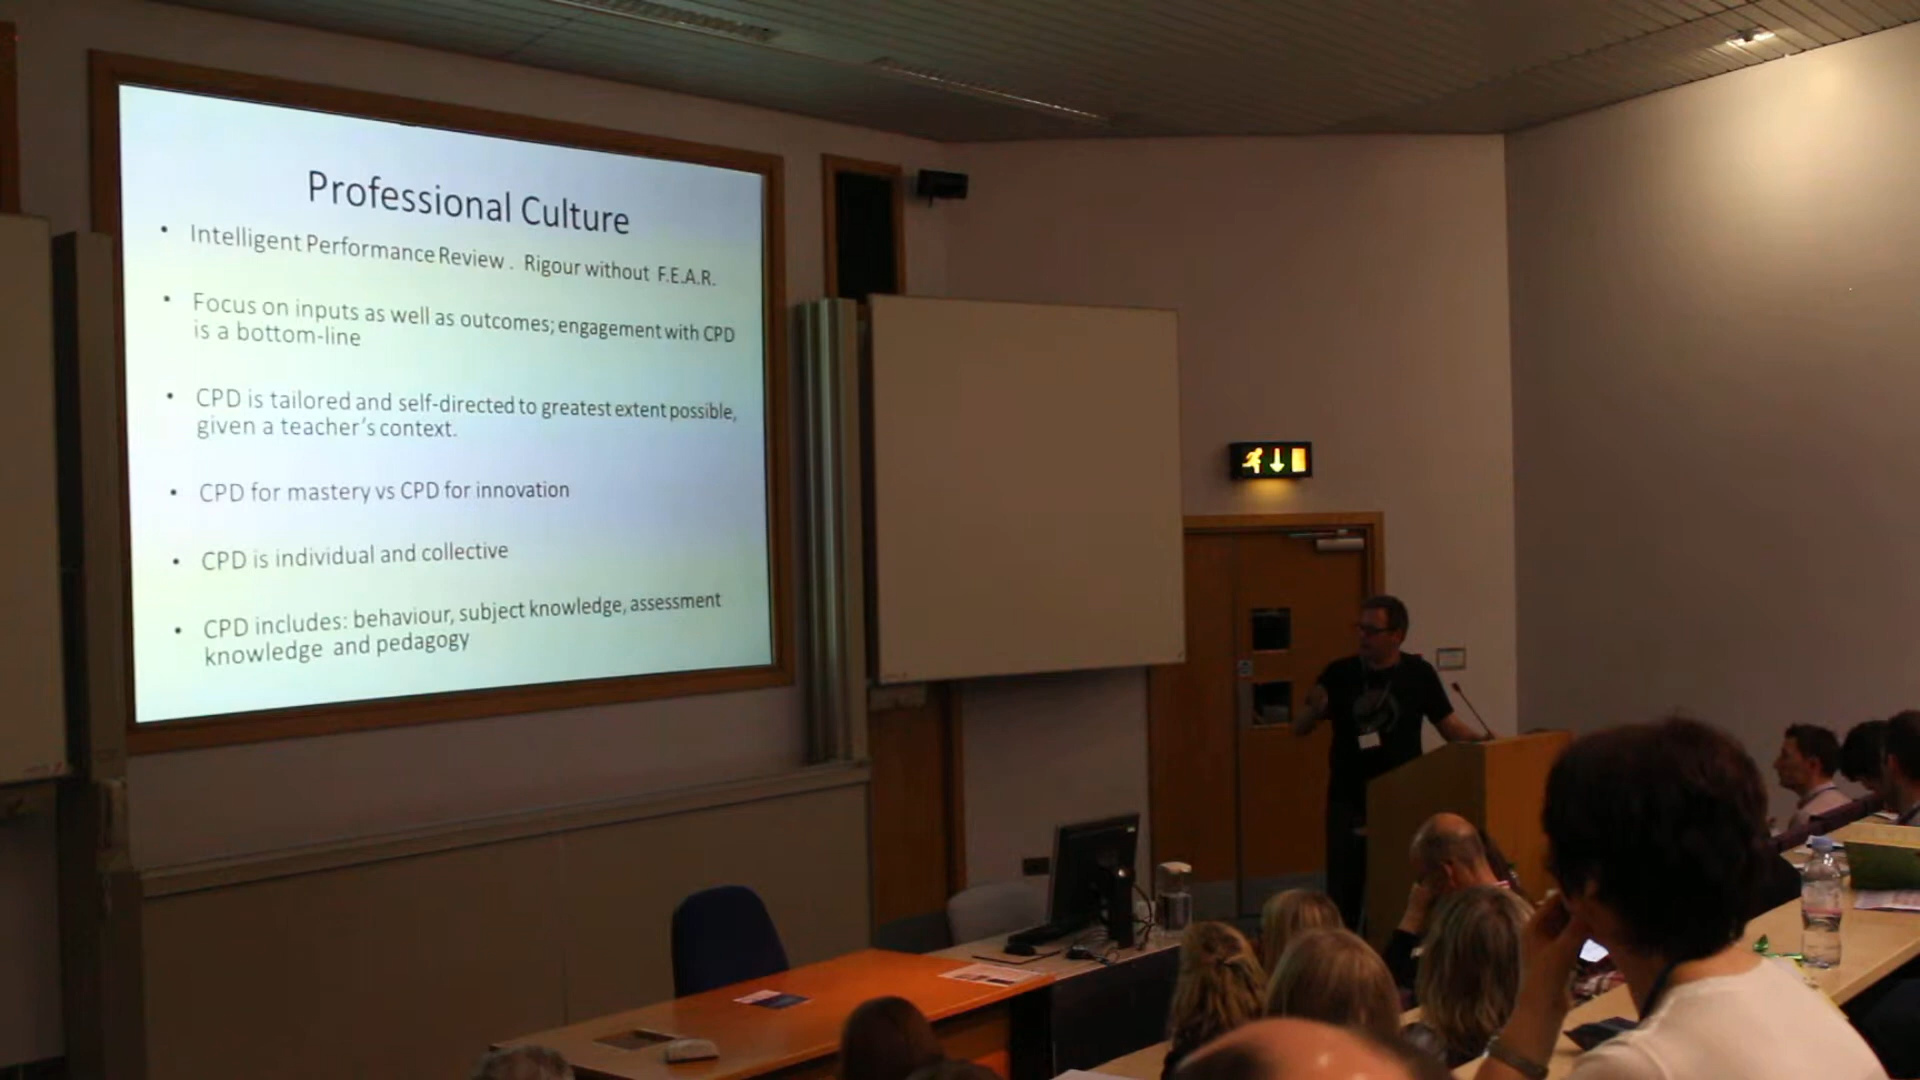 Professional Culture
• Intelligent Performance Review . Rigour without F.E.A.R.
• Focus on inputs as well as outcomes; engagement with CPD
is a bottom-line
• CPD is tailored and self-directed to greatest extent possible,
given a teacher's context.
• CPD for mastery vs CPD for innovation
• CPD is individual and collective
• CPD includes: behaviour, subject knowledge, assessment
knowledge and pedagogy